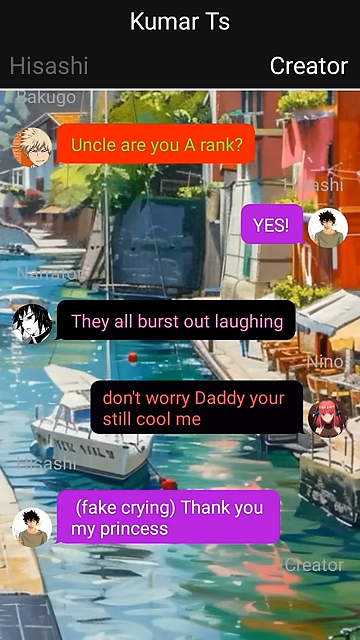 Kumar Ts
Hisashi
Creator
Bakugo
Uncle are you A rank?
Hisashi
YES!
Narrator
They all burst out laughing
Nino
don't worry Daddy your
still cool me
Hisashi
(fake crying) Thank you
my princess
Creator